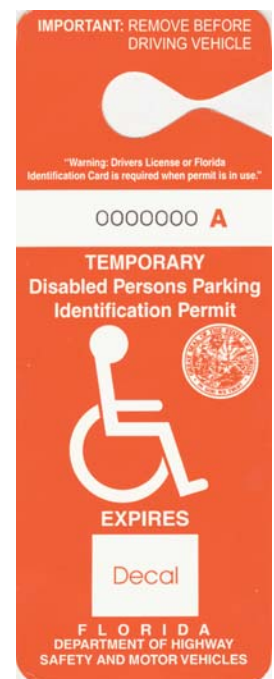 IMPORTANT: REMOVE BEFORE
DRIVING VEHICLE
"Warning: Drivers License or Florida
Identification Card is required when permit is in use."
0000000 A
TEMPORARY
Disabled Persons Parking
Identification Permit
EXPIRES
Decal
FLORIDA
DEPARTMENT OF HIGHWAY
SAFETY AND MOTOR VEHICLES